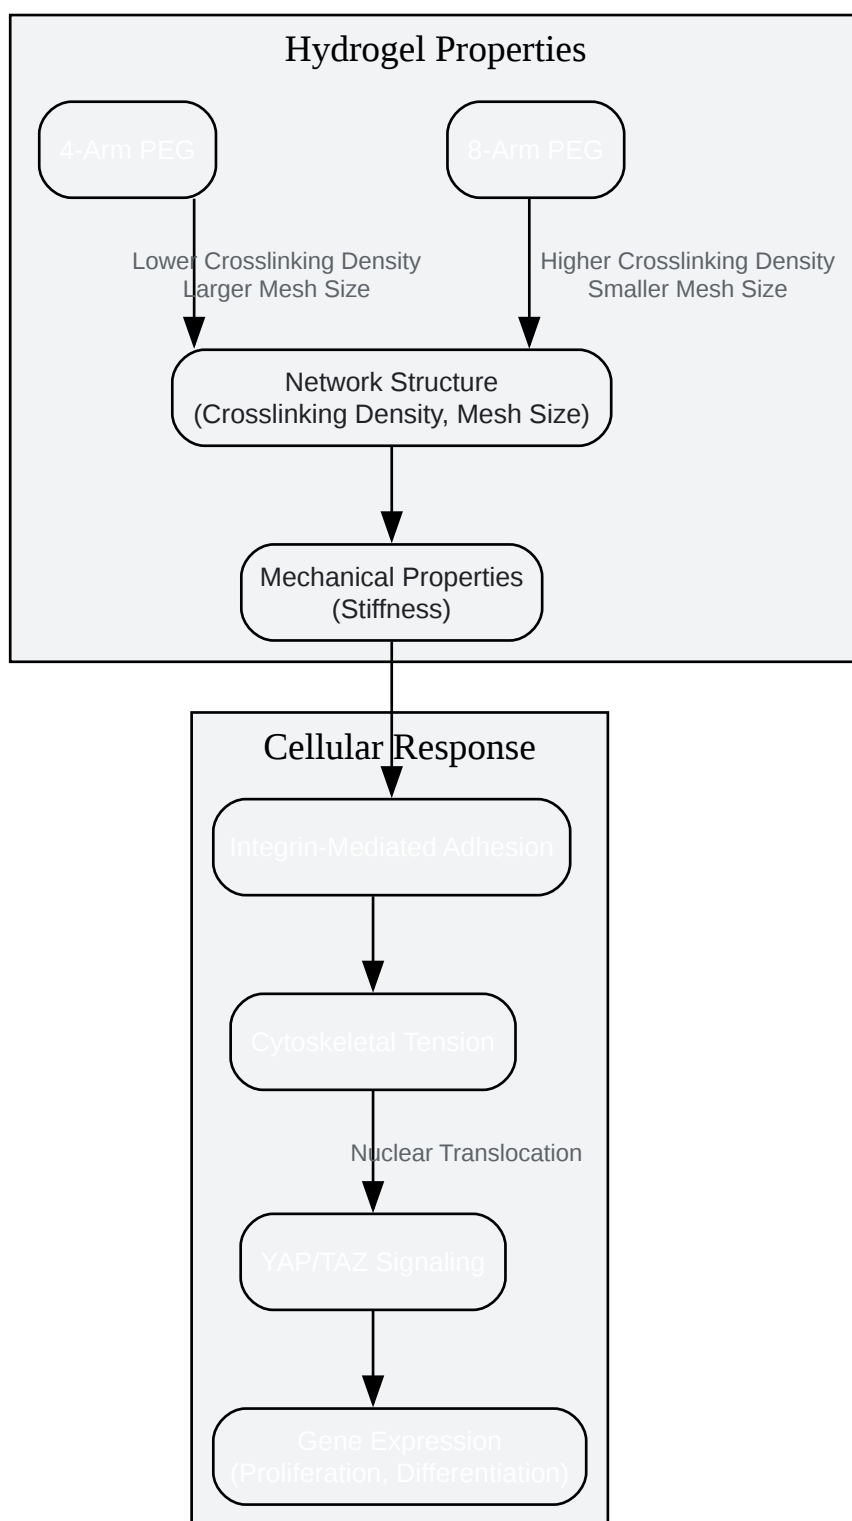 Hydrogel Properties
4-Arm PEG
8-Arm PEG
Lower Crosslinking Density
Larger Mesh Size
Higher Crosslinking Density
Smaller Mesh Size
Network Structure
(Crosslinking Density, Mesh Size)
Mechanical Properties
(Stiffness)
Cellular Response
Integrin-Mediated Adhesion
Cytoskeletal Tension
Nuclear Translocation
YAP/TAZ Signaling
Gene Expression
(Proliferation, Differentiation)